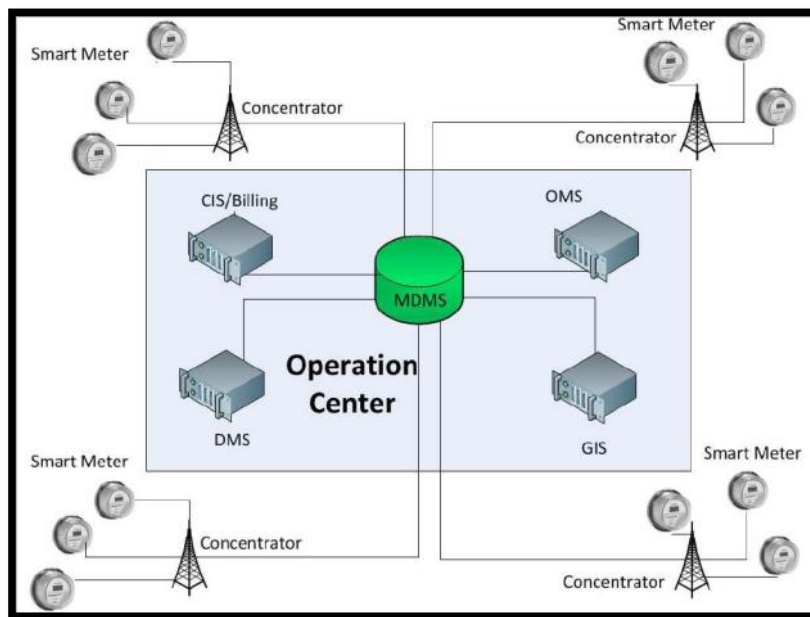 Smart Meter
Smart Meter
Concentrator
Concentrator
CIS/Billing
OMS
MDMS
Operation
Center
DMS
GIS
Smart Meter
Smart Meter
Concentrator
Concentrator